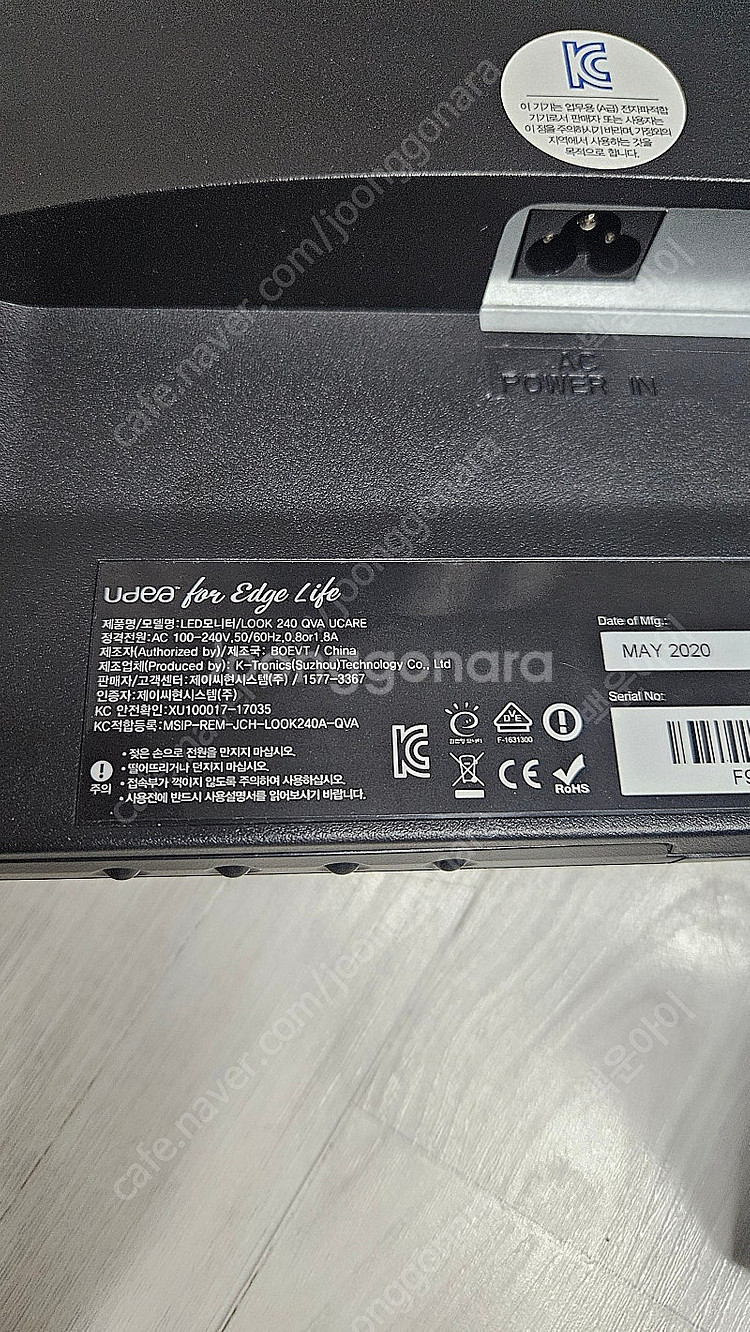 KC
이 기기는 업무용 (A급) 전자파적합
기기로서 판매자 또는 사용자는
이 점을 주의하시기 바라며, 가정외의
지역에서 사용하는 것을
목적으로 합니다.
AC
POWER IN
udea™ for Edge Life
제품명/모델명:LED모니터/LOOK 240 QVA UCARE
정격전원:AC 100-240V,50/60Hz,0.8or1.8A
제조자(Authorized by)/제조국: BOEVT / China
제조업체(Produced by): K-Tronics(Suzhou)Technology Co., Ltd
판매자/고객센터:제이씨현시스템(주) / 1577-3367
인증자:제이씨현시스템(주)
KC 안전확인:XU100017-17035
KC적합등록:MSIP-REM-JCH-LOOK240A-QVA
주의
• 젖은 손으로 전원을 만지지 마십시오.
• 떨어뜨리거나 던지지 마십시오.
• 접속부가 꺽이지 않도록 주의하여 사용하십시오.
• 사용전에 반드시 사용설명서를 읽어보시기 바랍니다.
KC
DVE
F-1631300
CE
RoHS
Date of Mfg.:
MAY 2020
Serial No:
F9
cafe.naver.com/joonggonara
joonggonara
백운아이